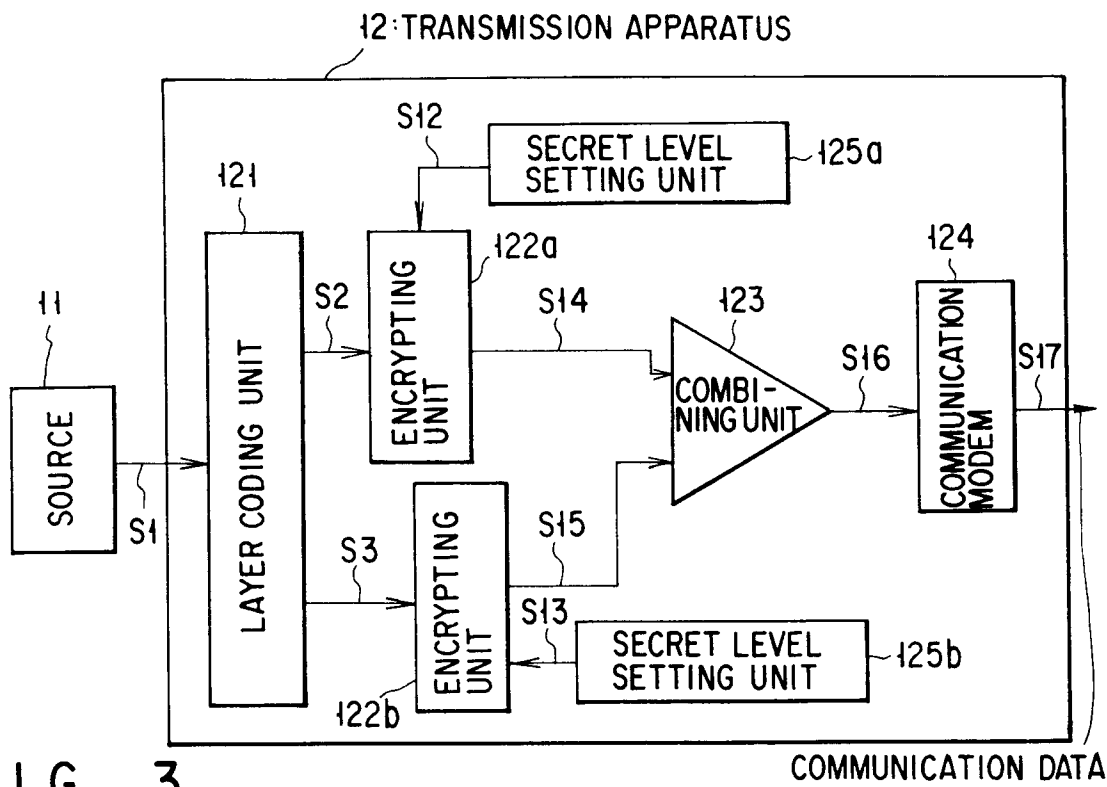 12:TRANSMISSION APPARATUS
S12
SECRET LEVEL
SETTING UNIT
125a
121
122a
124
11
S2
ENCRYPTING
UNIT
S14
123
S16
S17
SOURCE
S1
LAYER CODING UNIT
COMBI-
NING UNIT
COMMUNICATION
MODEM
S3
ENCRYPTING
UNIT
S15
S13
SECRET LEVEL
SETTING UNIT
125b
122b
COMMUNICATION DATA
IG. 3